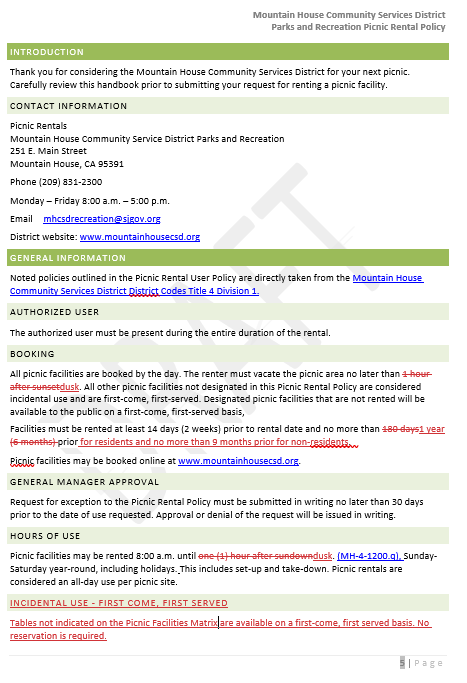 Mountain House Community Services District
Parks and Recreation Picnic Rental Policy
INTRODUCTION
Thank you for considering the Mountain House Community Services District for your next picnic.
Carefully review this handbook prior to submitting your request for renting a picnic facility.
CONTACT INFORMATION
Picnic Rentals
Mountain House Community Service District Parks and Recreation
251 E. Main Street
Mountain House, CA 95391
Phone (209) 831-2300
Monday – Friday 8:00 a.m. – 5:00 p.m.
Email mhcsdrecreation@sjgov.org
District website: www.mountainhousecsd.org
GENERAL INFORMATION
Noted policies outlined in the Picnic Rental User Policy are directly taken from the Mountain House
Community Services District District Codes Title 4 Division 1.
AUTHORIZED USER
The authorized user must be present during the entire duration of the rental.
BOOKING
All picnic facilities are booked by the day. The renter must vacate the picnic area no later than 1 hour
after sunsetdusk. All other picnic facilities not designated in this Picnic Rental Policy are considered
incidental use and are first-come, first-served. Designated picnic facilities that are not rented will be
available to the public on a first-come, first-served basis,
Facilities must be rented at least 14 days (2 weeks) prior to rental date and no more than 180 days1 year
(6 months) prior for residents and no more than 9 months prior for non-residents.
Picnic facilities may be booked online at www.mountainhousecsd.org.
GENERAL MANAGER APPROVAL
Request for exception to the Picnic Rental Policy must be submitted in writing no later than 30 days
prior to the date of use requested. Approval or denial of the request will be issued in writing.
HOURS OF USE
Picnic facilities may be rented 8:00 a.m. until one (1) hour after sundowndusk. (MH-4-1200.q), Sunday-
Saturday year-round, including holidays. This includes set-up and take-down. Picnic rentals are
considered an all-day use per picnic site.
INCIDENTAL USE - FIRST COME, FIRST SERVED
Tables not indicated on the Picnic Facilities Matrix are available on a first-come, first served basis. No
reservation is required.
5 | Page
DRAFT